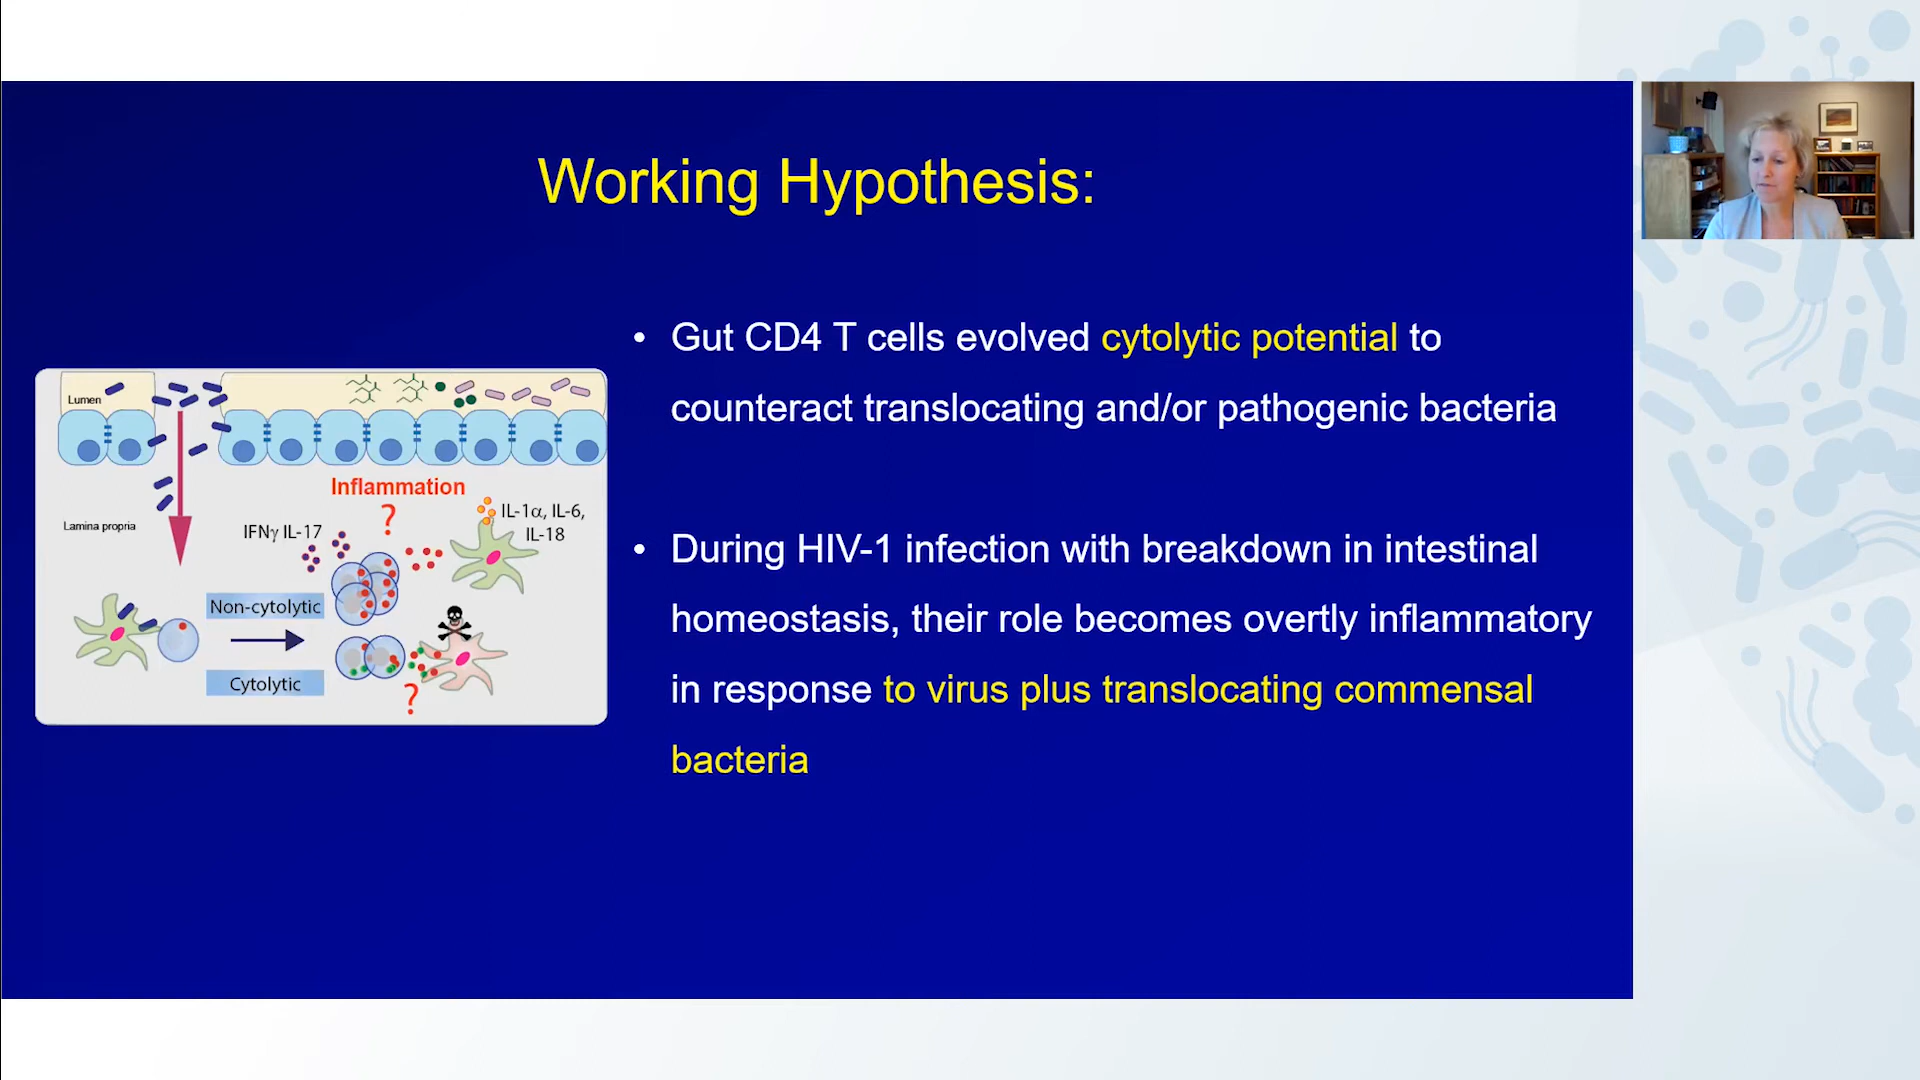 Working Hypothesis:
• Gut CD4 T cells evolved cytolytic potential to
counteract translocating and/or pathogenic bacteria
• During HIV-1 infection with breakdown in intestinal
homeostasis, their role becomes overtly inflammatory
in response to virus plus translocating commensal
bacteria
Lumen
Inflammation
?
Lamina propria
IFNγ IL-17
IL-1α, IL-6,
IL-18
Non-cytolytic
Cytolytic
?